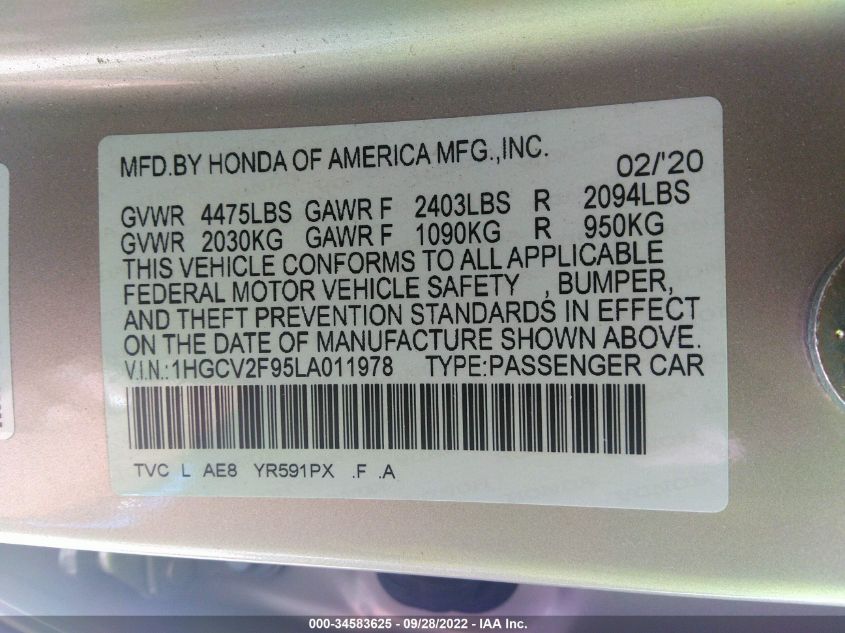 MFD.BY HONDA OF AMERICA MFG.,INC. 02/'20
GVWR 4475LBS GAWR F 2403LBS R 2094LBS
GVWR 2030KG GAWR F 1090KG R 950KG
THIS VEHICLE CONFORMS TO ALL APPLICABLE
FEDERAL MOTOR VEHICLE SAFETY , BUMPER,
AND THEFT PREVENTION STANDARDS IN EFFECT
ON THE DATE OF MANUFACTURE SHOWN ABOVE.
V.I.N.:1HGCV2F95LA011978 TYPE:PASSENGER CAR
TVC L AE8 YR591PX .F .A
000-34583625 - 09/28/2022 - IAA Inc.